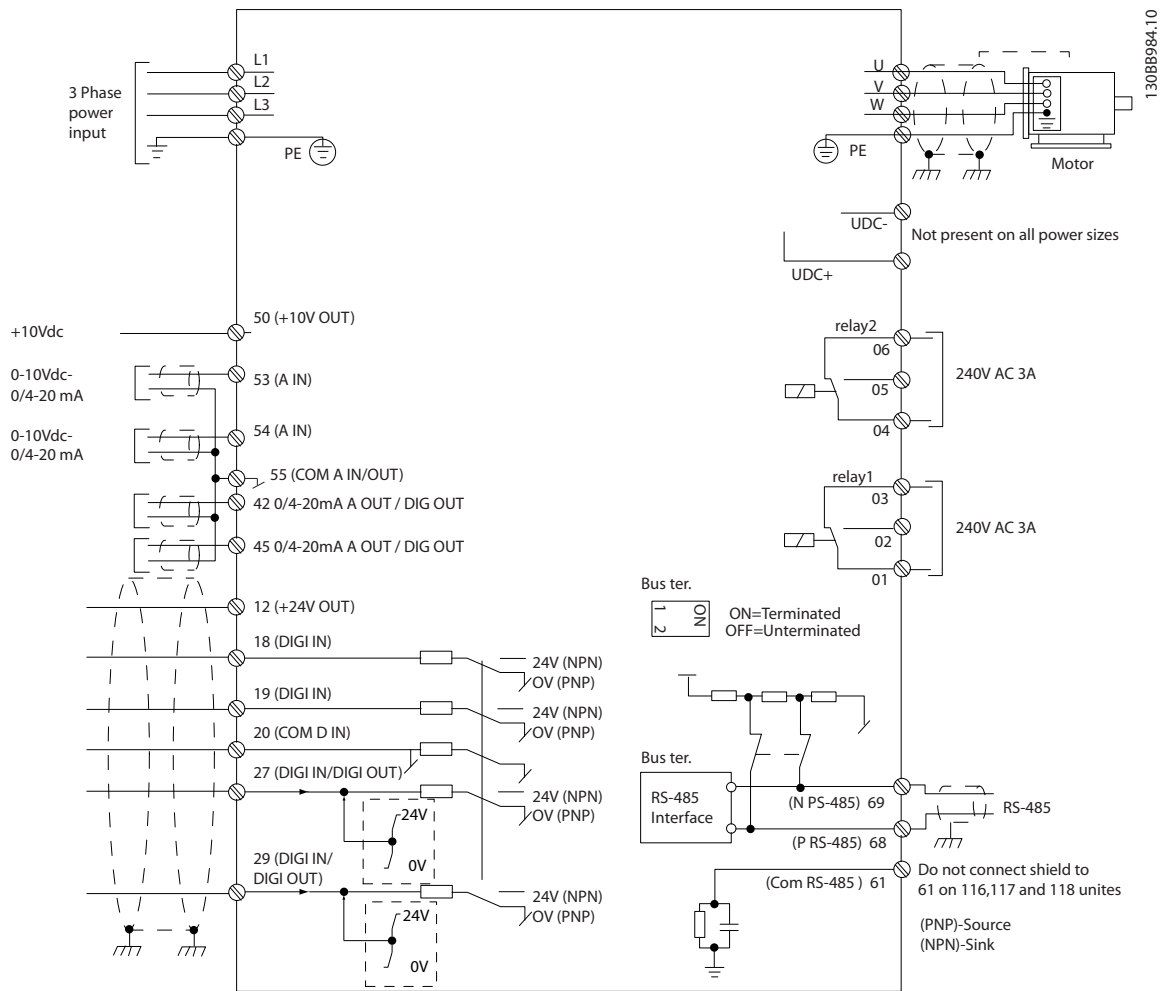 130BB984.10
L1
L2
L3
3 Phase
power
input
PE
U
V
W
PE
Motor
UDC-
Not present on all power sizes
UDC+
+10Vdc
50 (+10V OUT)
0-10Vdc-
0/4-20 mA
53 (A IN)
0-10Vdc-
0/4-20 mA
54 (A IN)
55 (COM A IN/OUT)
42 0/4-20mA A OUT / DIG OUT
45 0/4-20mA A OUT / DIG OUT
12 (+24V OUT)
18 (DIGI IN)
24V (NPN)
OV (PNP)
19 (DIGI IN)
24V (NPN)
OV (PNP)
20 (COM D IN)
27 (DIGI IN/DIGI OUT)
24V (NPN)
OV (PNP)
24V
0V
29 (DIGI IN/
DIGI OUT)
24V (NPN)
OV (PNP)
24V
0V
relay2
06
05
04
240V AC 3A
relay1
03
02
01
240V AC 3A
Bus ter.
1
2
ON
ON=Terminated
OFF=Unterminated
Bus ter.
RS-485
Interface
(N PS-485) 69
RS-485
(P RS-485) 68
(Com RS-485 ) 61
Do not connect shield to
61 on 116,117 and 118 unites
(PNP)-Source
(NPN)-Sink